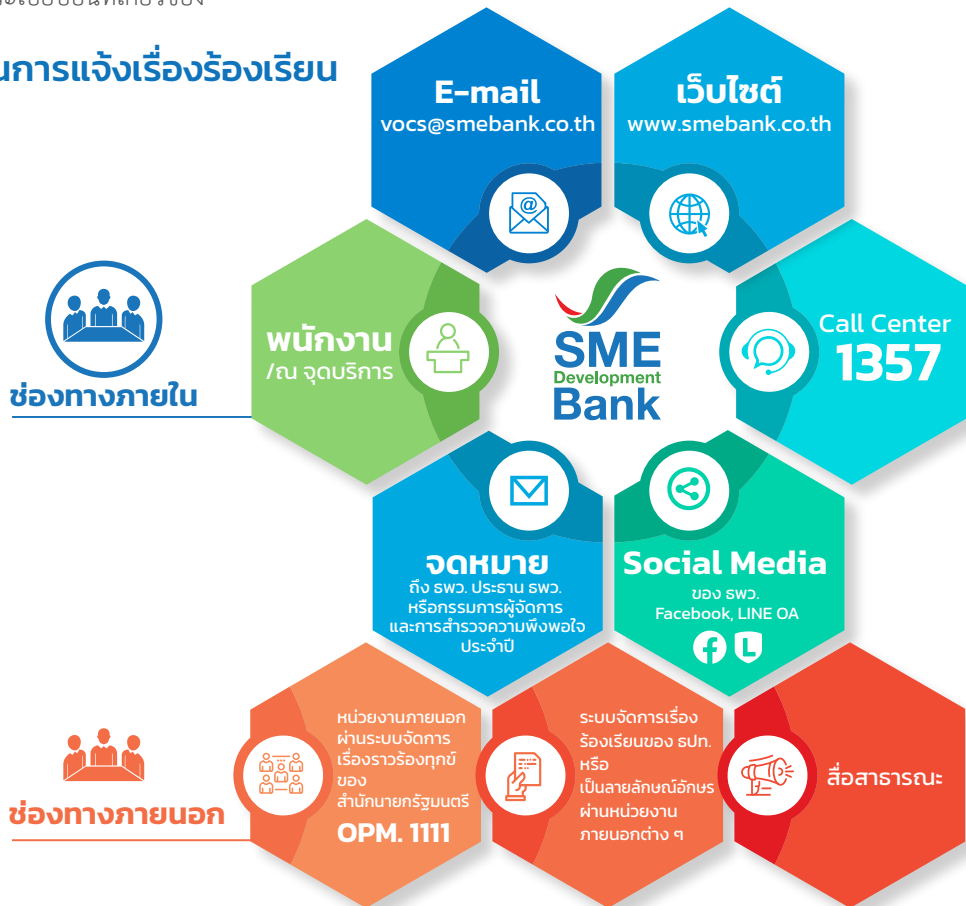 นการแจ้งเรื่องร้องเรียน
E-mail
vocs@smebank.co.th
เว็บไซต์
www.smebank.co.th
ช่องทางภายใน
พนักงาน
/ณ จุดบริการ
SME
Development
Bank
Call Center
1357
จดหมาย
ถึง ธพว. ประธาน ธพว.
หรือกรรมการผู้จัดการ
และการสำรวจความพึงพอใจ
ประจำปี
Social Media
ของ ธพว.
Facebook, LINE OA
ช่องทางภายนอก
หน่วยงานภายนอก
ผ่านระบบจัดการ
เรื่องราวร้องทุกข์
ของ
สำนักนายกรัฐมนตรี
OPM. 1111
ระบบจัดการเรื่อง
ร้องเรียนของ ธปท.
หรือ
เป็นลายลักษณ์อักษร
ผ่านหน่วยงาน
ภายนอกต่าง ๆ
สื่อสาธารณะ